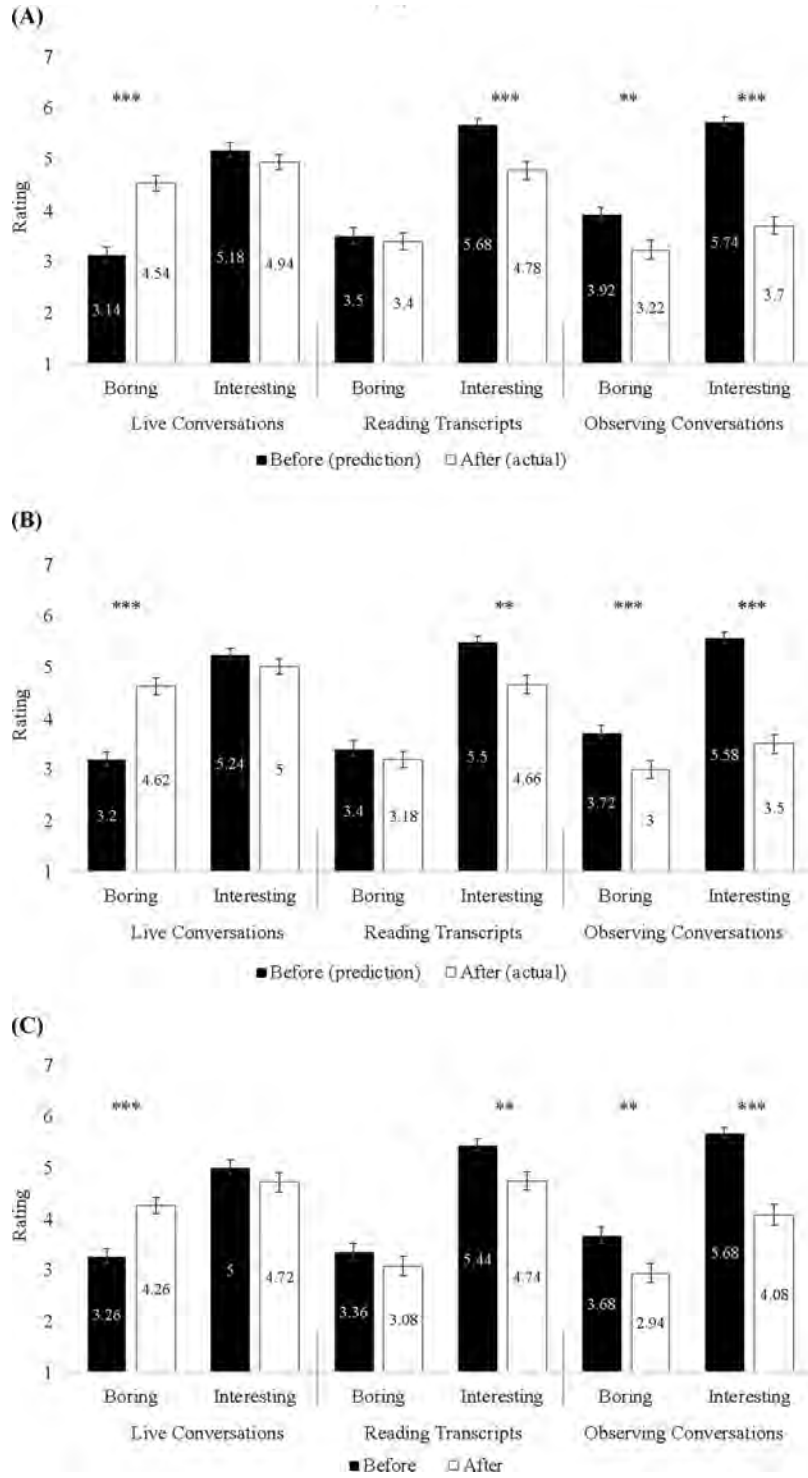 (A)
7
6
5
4
3
2
1
Rating
*** *** ** ***
3.14 4.54 5.18 4.94 3.5 3.4 5.68 4.78 3.92 3.22 5.74 3.7
Boring Interesting Boring Interesting Boring Interesting
Live Conversations Reading Transcripts Observing Conversations
■Before (prediction) □After (actual)
(B)
7
6
5
4
3
2
1
Rating
*** ** *** ***
3.2 4.62 5.24 5 3.4 3.18 5.5 4.66 3.72 3 5.58 3.5
Boring Interesting Boring Interesting Boring Interesting
Live Conversations Reading Transcripts Observing Conversations
■Before (prediction) □After (actual)
(C)
7
6
5
4
3
2
1
Rating
*** ** ** ***
3.26 4.26 5 4.72 3.36 3.08 5.44 4.74 3.68 2.94 5.68 4.08
Boring Interesting Boring Interesting Boring Interesting
Live Conversations Reading Transcripts Observing Conversations
■Before □After